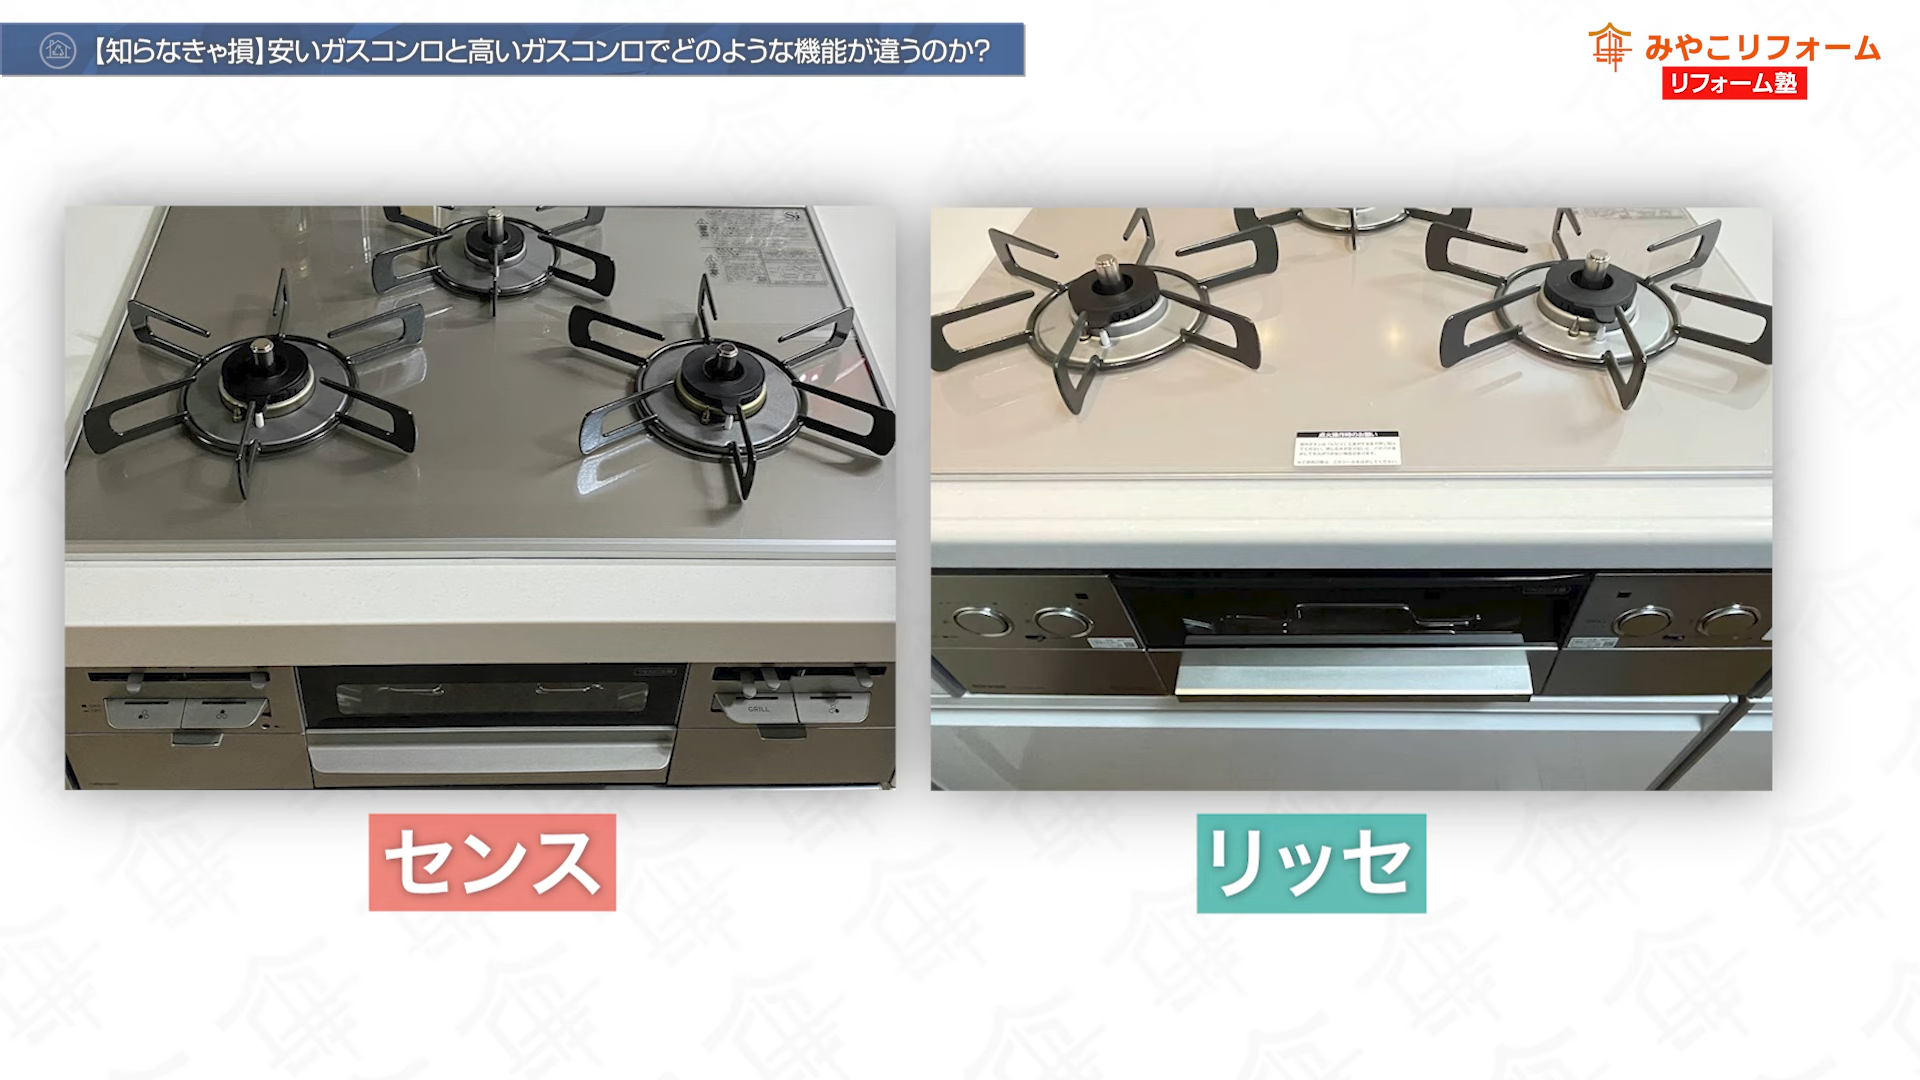 【知らなきゃ損】安いガスコンロと高いガスコンロでどのような機能が違うのか？
みやこリフォーム
リフォーム塾
Si
GRILL
センス
リッセ